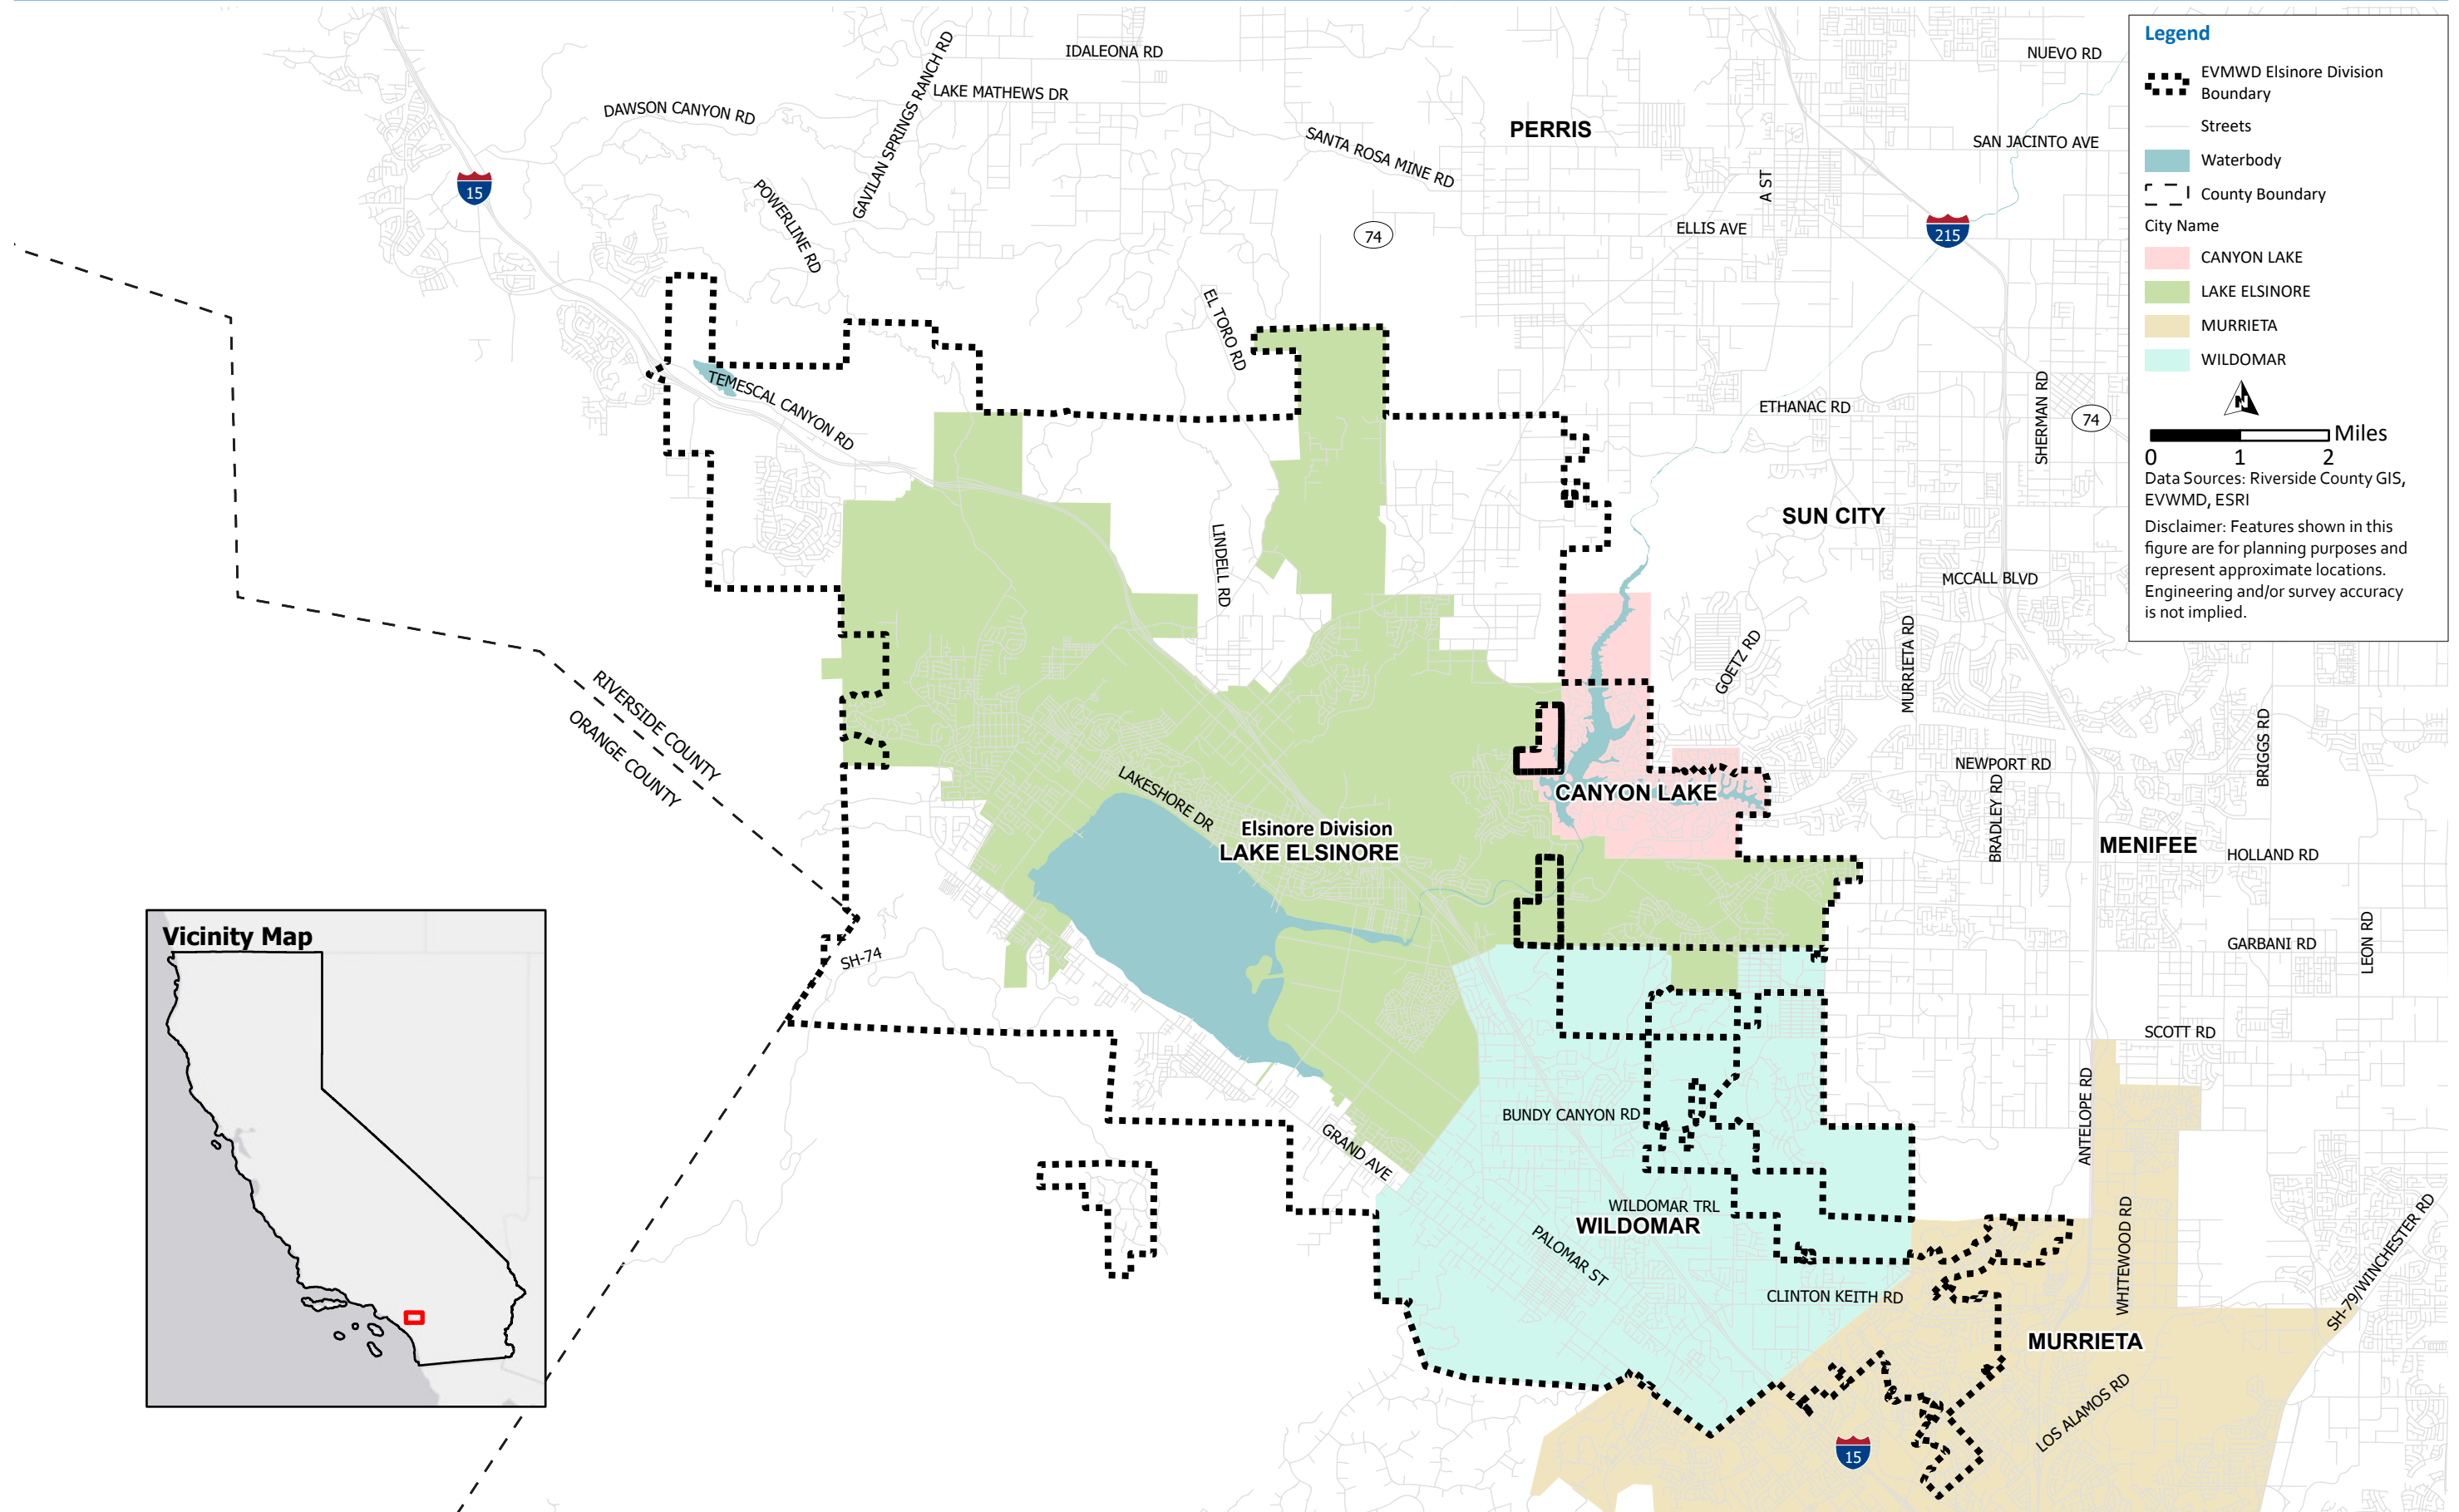 IDALEONA RD
NUEVO RD
LAKE MATHEWS DR
GAVILAN SPRINGS RANCH RD
DAWSON CANYON RD
PERRIS
SANTA ROSA MINE RD
SAN JACINTO AVE
A ST
15
POWERLINE RD
ELLIS AVE
74
215
EL TORO RD
TEMESCAL CANYON RD
ETHANAC RD
SHERMAN RD
74
SUN CITY
LINDELL RD
MCCALL BLVD
GOETZ RD
MURRIETA RD
RIVERSIDE COUNTY
ORANGE COUNTY
BRIGGS RD
NEWPORT RD
BRADLEY RD
LAKESHORE DR
CANYON LAKE
Elsinore Division
LAKE ELSINORE
MENIFEE
HOLLAND RD
GARBANI RD
LEON RD
SH-74
SCOTT RD
ANTELOPE RD
BUNDY CANYON RD
GRAND AVE
WILDOMAR TRL
WILDOMAR
PALOMAR ST
CLINTON KEITH RD
WHITEWOOD RD
SH-79/WINCHESTER RD
MURRIETA
LOS ALAMOS RD
15
Vicinity Map
Legend
EVMWD Elsinore Division
Boundary
Streets
Waterbody
County Boundary
City Name
CANYON LAKE
LAKE ELSINORE
MURRIETA
WILDOMAR
N
Miles
0 1 2
Data Sources: Riverside County GIS,
EVWMD, ESRI
Disclaimer: Features shown in this
figure are for planning purposes and
represent approximate locations.
Engineering and/or survey accuracy
is not implied.